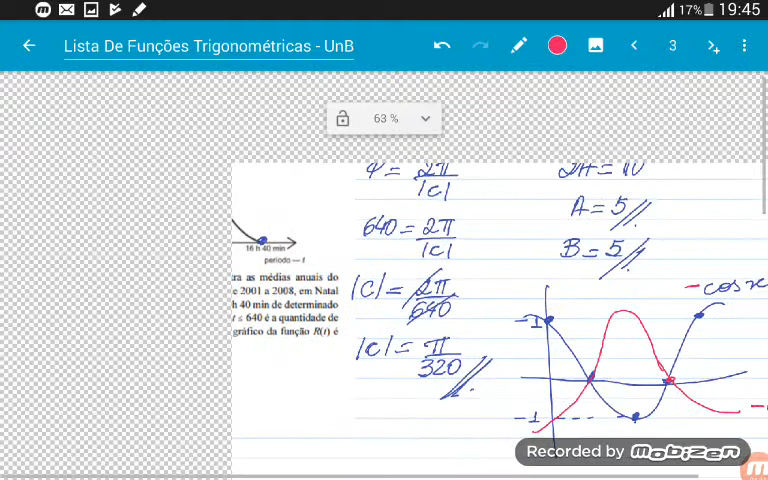 17% 19:45
Lista De Funções Trigonométricas - UnB
3
63 %
16 h 40 min
período — t
tra as médias anuais do
e 2001 a 2008, em Natal
h 40 min de determinado
t ≤ 640 é a quantidade de
gráfico da função R(t) é
φ = 2π/|c|
640 = 2π/|c|
|c| = 2π/640
|c| = π/320
2A = 10
A = 5
B = 5
-cos x
-1
-1
Recorded by mobizen